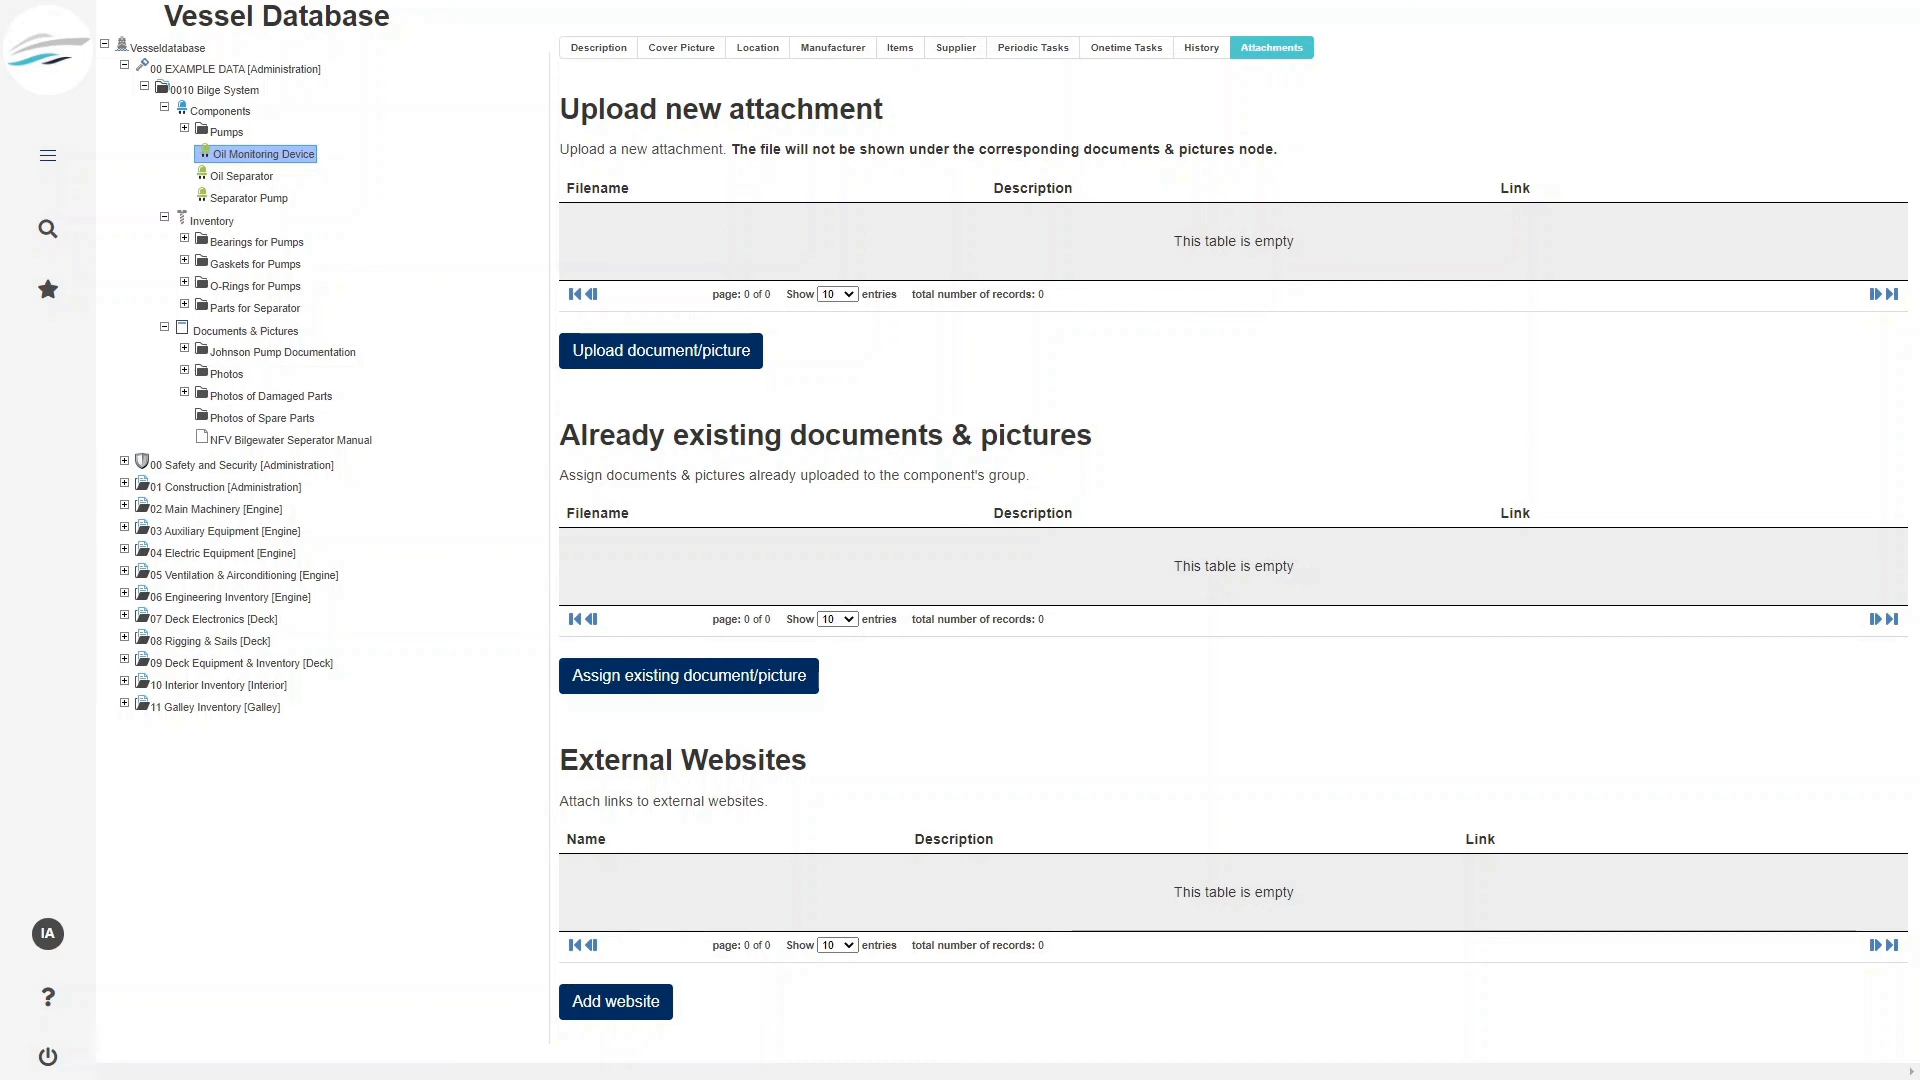 Vessel Database
Vesseldatabase
00 EXAMPLE DATA [Administration]
0010 Bilge System
Components
Pumps
Oil Monitoring Device
Oil Separator
Separator Pump
Inventory
Bearings for Pumps
Gaskets for Pumps
O-Rings for Pumps
Parts for Separator
Documents & Pictures
Johnson Pump Documentation
Photos
Photos of Damaged Parts
Photos of Spare Parts
NFV Bilgewater Seperator Manual
00 Safety and Security [Administration]
01 Construction [Administration]
02 Main Machinery [Engine]
03 Auxiliary Equipment [Engine]
04 Electric Equipment [Engine]
05 Ventilation & Airconditioning [Engine]
06 Engineering Inventory [Engine]
07 Deck Electronics [Deck]
08 Rigging & Sails [Deck]
09 Deck Equipment & Inventory [Deck]
10 Interior Inventory [Interior]
11 Galley Inventory [Galley]
IA
?
Description Cover Picture Location Manufacturer Items Supplier Periodic Tasks Onetime Tasks History Attachments
Upload new attachment
Upload a new attachment. The file will not be shown under the corresponding documents & pictures node.
Filename Description Link
This table is empty
page: 0 of 0 Show 10 entries total number of records: 0
Upload document/picture
Already existing documents & pictures
Assign documents & pictures already uploaded to the component's group.
Filename Description Link
This table is empty
page: 0 of 0 Show 10 entries total number of records: 0
Assign existing document/picture
External Websites
Attach links to external websites.
Name Description Link
This table is empty
page: 0 of 0 Show 10 entries total number of records: 0
Add website